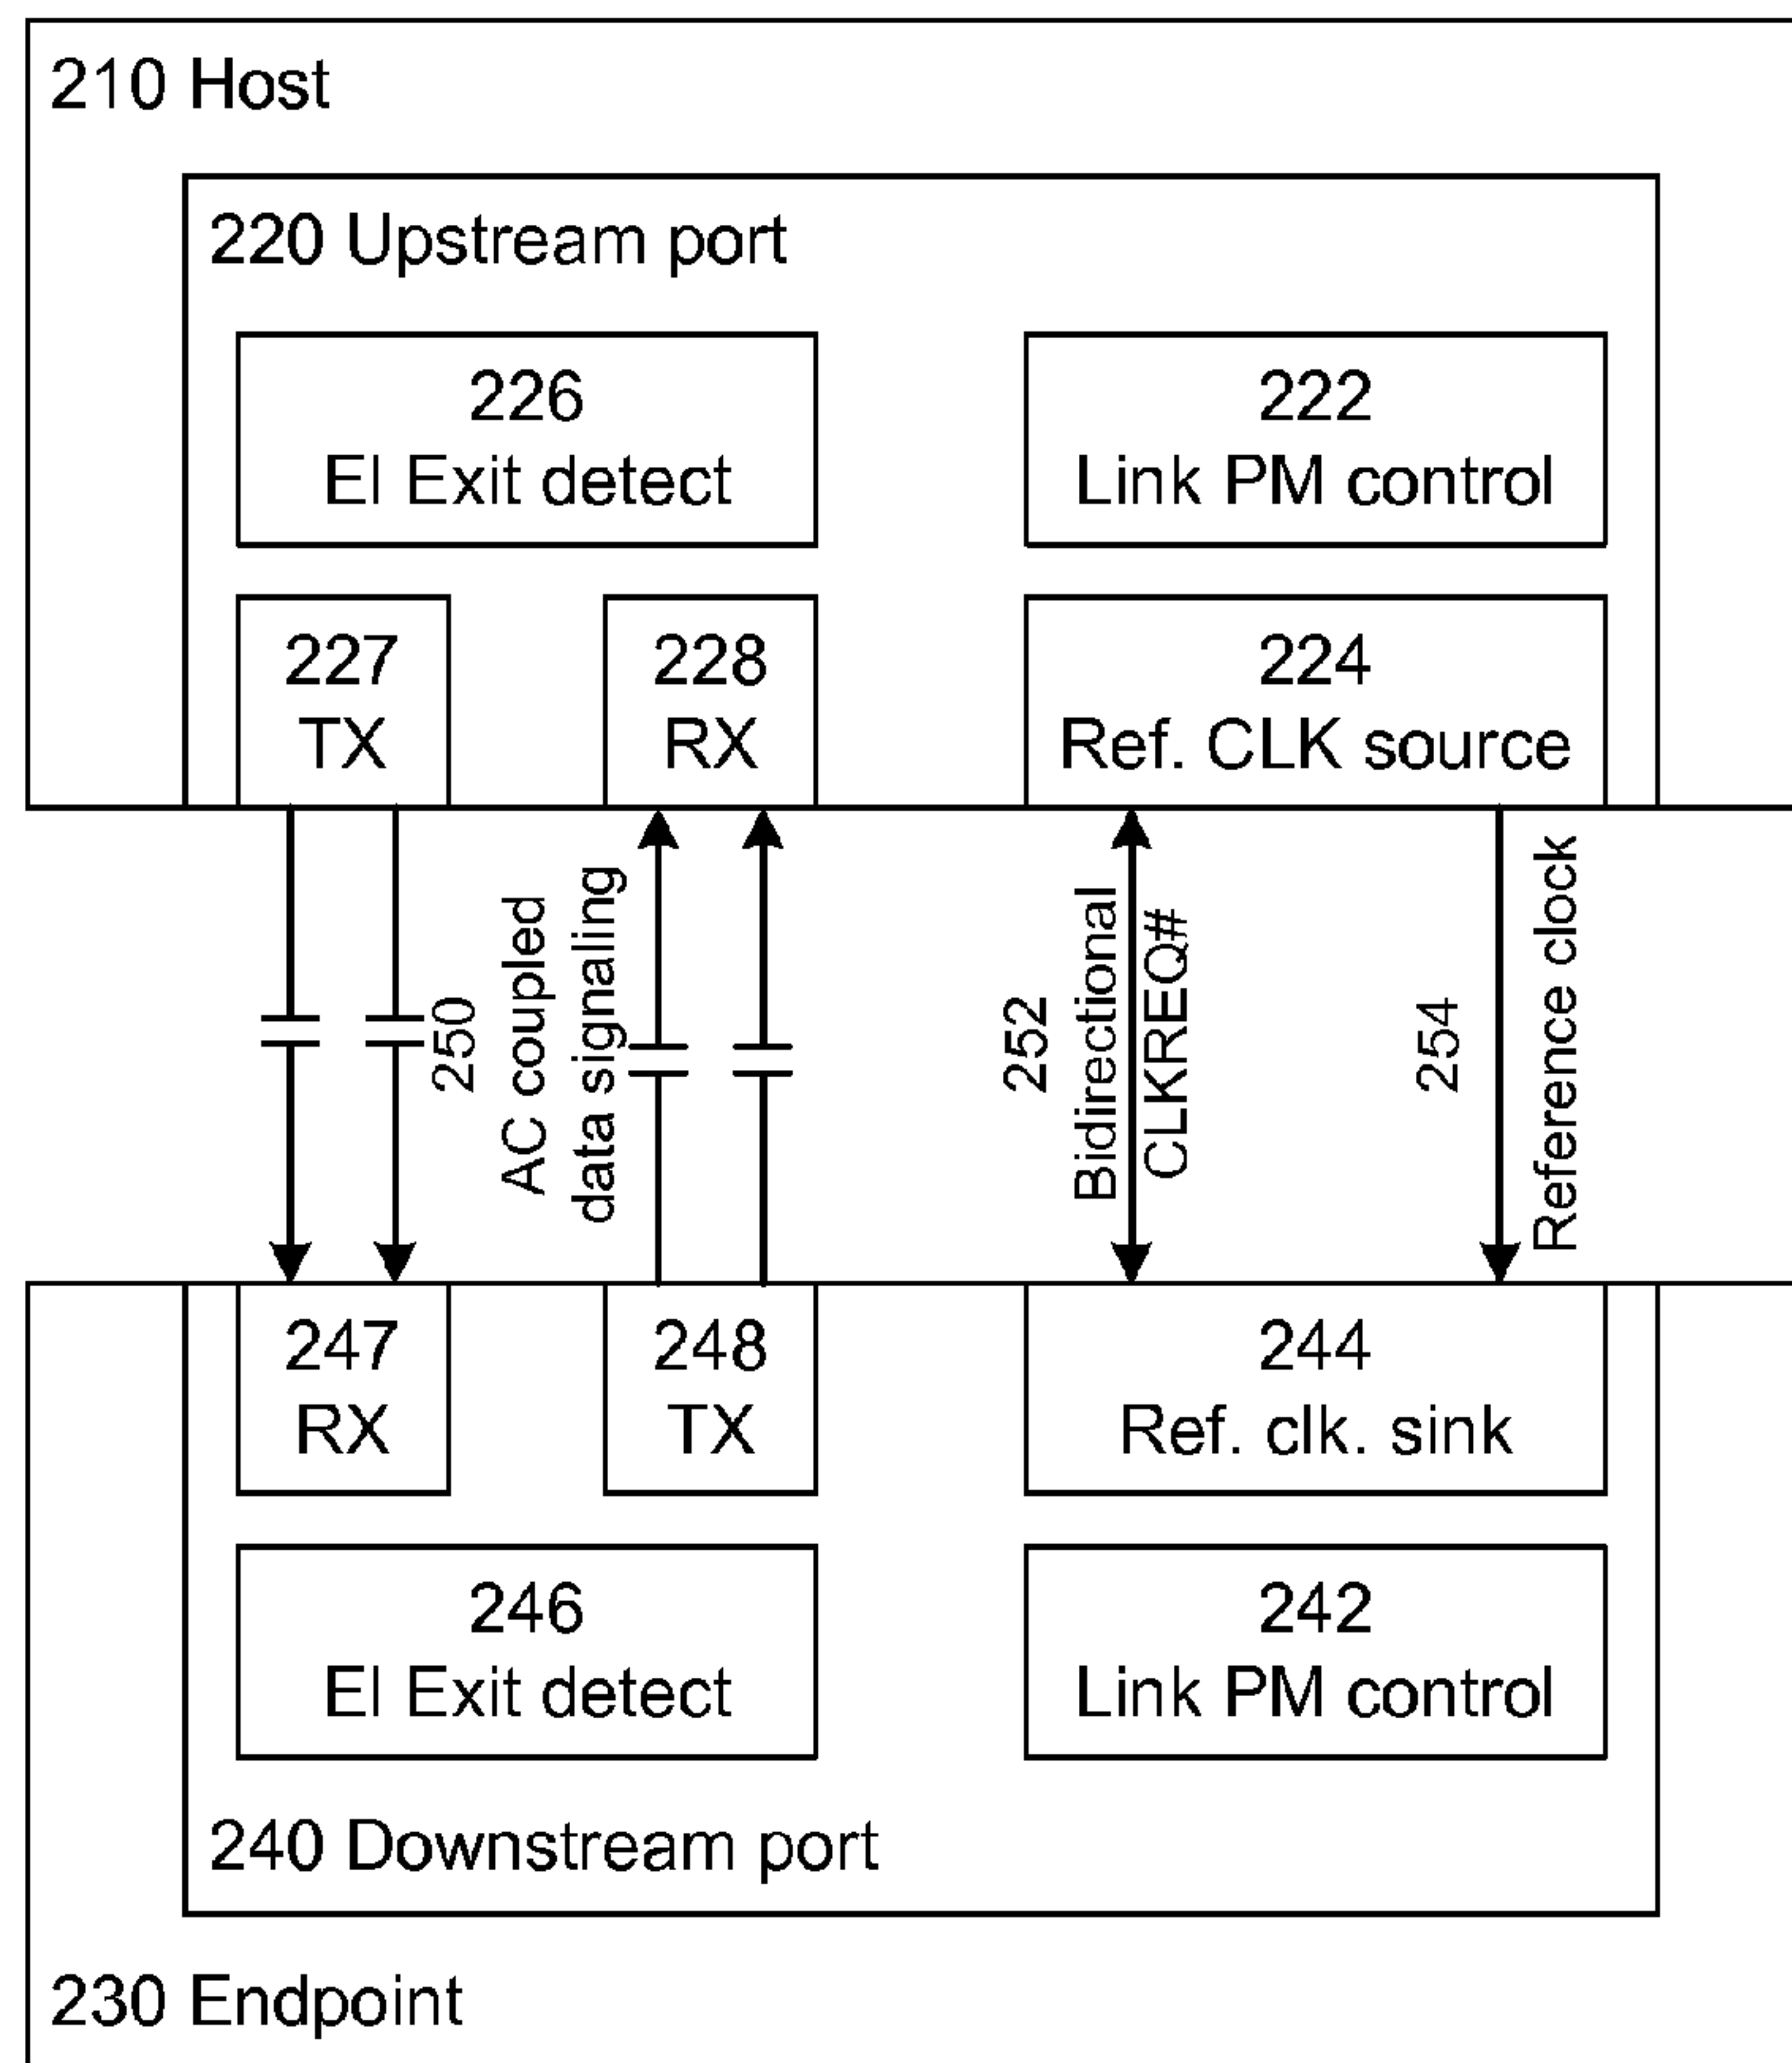 210 Host
220 Upstream port
226
EI Exit detect
222
Link PM control
227
TX
228
RX
224
Ref. CLK source
250
AC coupled
data signaling
252
Bidirectional
CLKREQ#
254
Reference clock
247
RX
248
TX
244
Ref. clk. sink
246
EI Exit detect
242
Link PM control
240 Downstream port
230 Endpoint